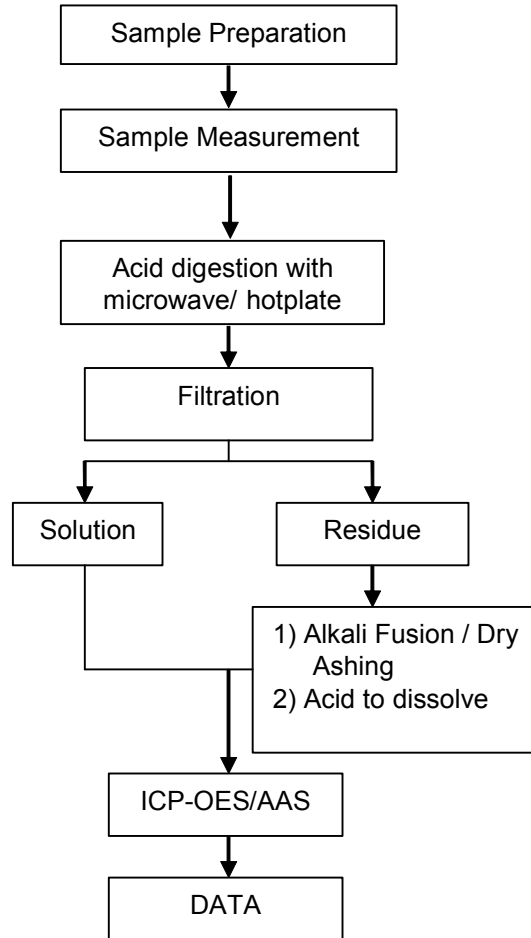 Sample Preparation
Sample Measurement
Acid digestion with
microwave/ hotplate
Filtration
Solution
Residue
1) Alkali Fusion / Dry
Ashing
2) Acid to dissolve
ICP-OES/AAS
DATA